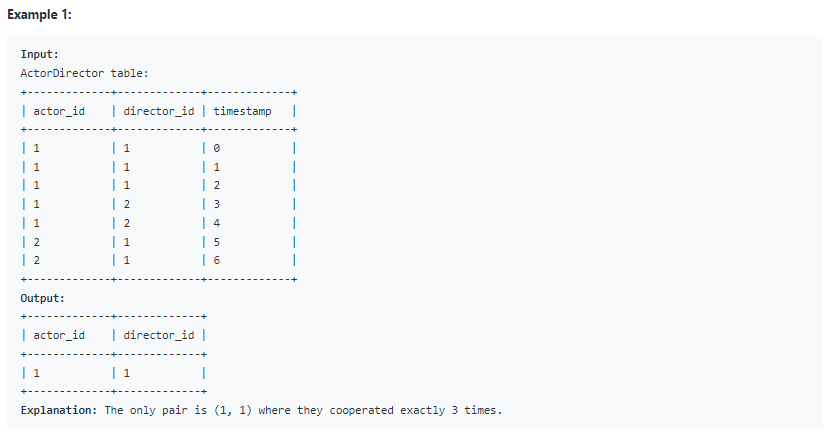 Example 1:
Input:
ActorDirector table:
+-------------+-------------+-------------+
| actor_id    | director_id | timestamp   |
+-------------+-------------+-------------+
| 1           | 1           | 0           |
| 1           | 1           | 1           |
| 1           | 1           | 2           |
| 1           | 2           | 3           |
| 1           | 2           | 4           |
| 2           | 1           | 5           |
| 2           | 1           | 6           |
+-------------+-------------+-------------+
Output:
+-------------+-------------+
| actor_id    | director_id |
+-------------+-------------+
| 1           | 1           |
+-------------+-------------+
Explanation: The only pair is (1, 1) where they cooperated exactly 3 times.